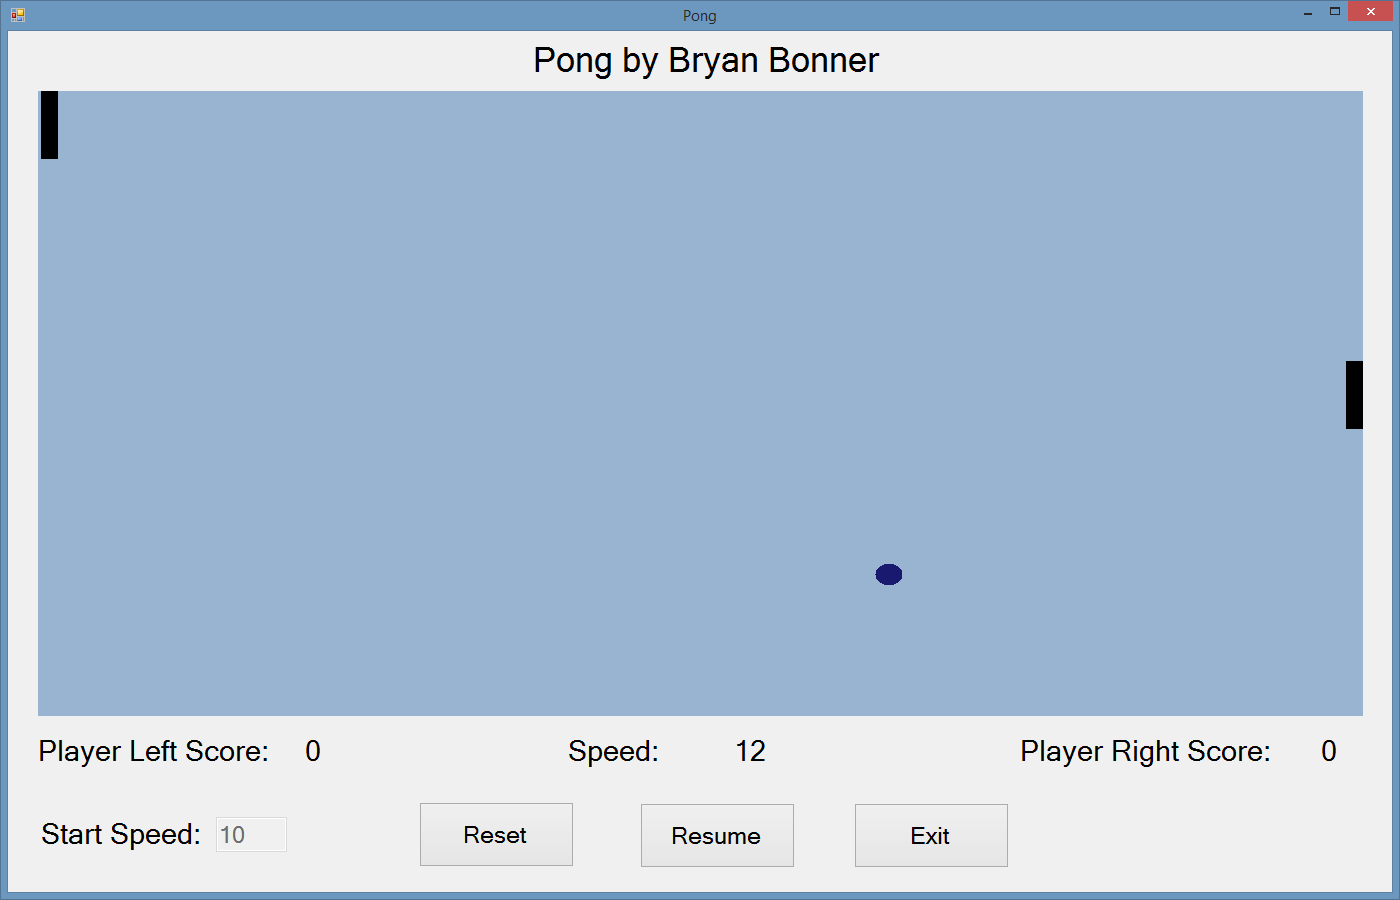 Pong
Pong by Bryan Bonner
Player Left Score: 0 Speed: 12 Player Right Score: 0
Start Speed: 10 Reset Resume Exit